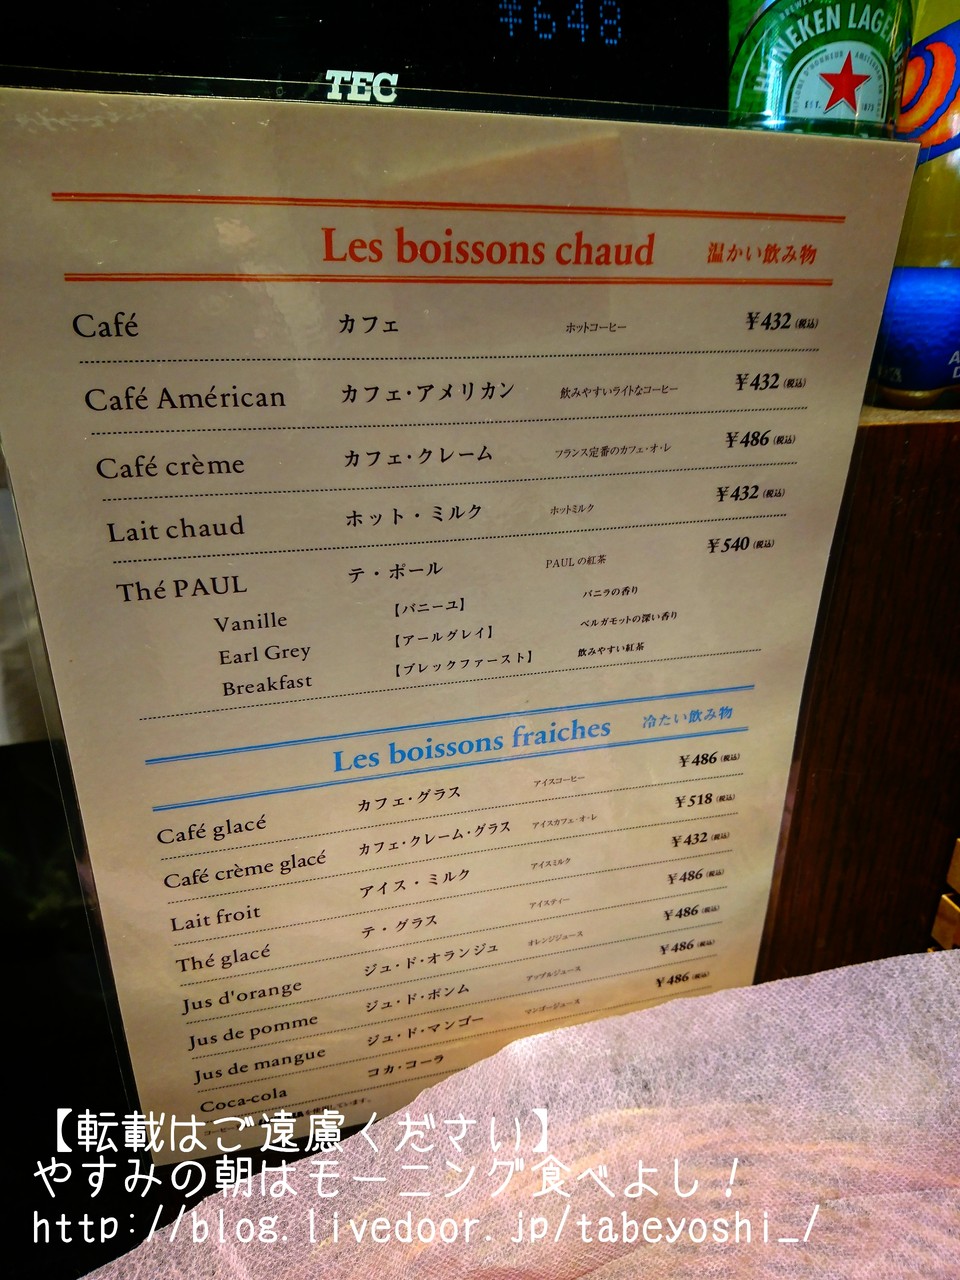 ¥648
TEC
HEINEKEN LAGER BEER
EST. 1873
Les boissons chaud 温かい飲み物
Café カフェ ホットコーヒー ¥432(税込)
Café Américan カフェ・アメリカン 飲みやすいライトなコーヒー ¥432(税込)
Café crème カフェ・クレーム フランス定番のカフェ・オ・レ ¥486(税込)
Lait chaud ホット・ミルク ホットミルク ¥432(税込)
Thé PAUL テ・ポール PAULの紅茶 ¥540(税込)
Vanille 【バニーユ】 バニラの香り
Earl Grey 【アールグレイ】 ベルガモットの深い香り
Breakfast 【ブレックファースト】 飲みやすい紅茶
Les boissons fraiches 冷たい飲み物
Café glacé カフェ・グラス アイスコーヒー ¥486(税込)
Café crème glacé カフェ・クレーム・グラス アイスカフェ・オ・レ ¥518(税込)
Lait froit アイス・ミルク アイスミルク ¥432(税込)
Thé glacé テ・グラス アイスティー ¥486(税込)
Jus d'orange ジュ・ド・オランジュ オレンジジュース ¥486(税込)
Jus de pomme ジュ・ド・ポンム アップルジュース ¥486(税込)
Jus de mangue ジュ・ド・マンゴー マンゴージュース ¥486(税込)
Coca-cola コカ・コーラ
【転載はご遠慮ください】
やすみの朝はモーニング食べよし！
http://blog.livedoor.jp/tabeyoshi_/